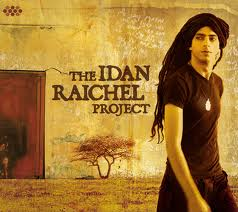 THE IDAN
RAICHEL
PROJECT